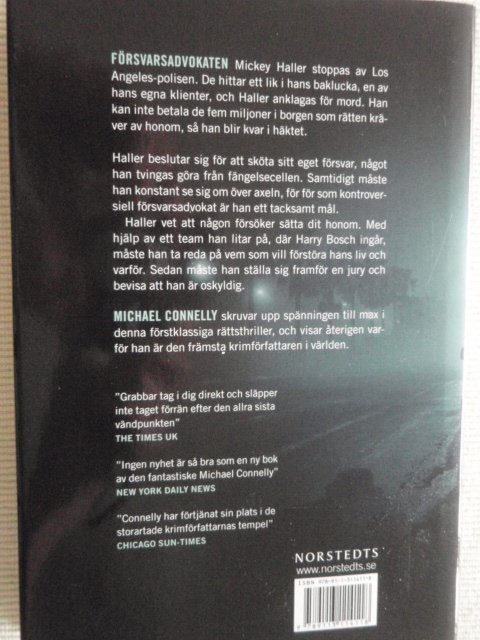 FÖRSVARSADVOKATEN Mickey Haller stoppas av Los
Angeles-polisen. De hittar ett lik i hans baklucka, en av
hans egna klienter, och Haller anklagas för mord. Han
kan inte betala de fem miljoner i borgen som rätten krä-
ver av honom, så han blir kvar i häktet.
Haller beslutar sig för att sköta sitt eget försvar, något
han tvingas göra från fängelsecellen. Samtidigt måste
han konstant se sig om över axeln, för för som kontrover-
siell försvarsadvokat är han ett tacksamt mål.
Haller vet att någon försöker sätta dit honom. Med
hjälp av ett team han litar på, där Harry Bosch ingår,
måste han ta reda på vem som vill förstöra hans liv och
varför. Sedan måste han ställa sig framför en jury och
bevisa att han är oskyldig.
MICHAEL CONNELLY skruvar upp spänningen till max i
denna förstklassiga rättsthriller, och visar återigen var-
för han är den främsta krimförfattaren i världen.
"Grabbar tag i dig direkt och släpper
inte taget förrän efter den allra sista
vändpunkten"
THE TIMES UK
"Ingen nyhet är så bra som en ny bok
av den fantastiske Michael Connelly"
NEW YORK DAILY NEWS
"Connelly har förtjänat sin plats i de
storartade krimförfattarnas tempel"
CHICAGO SUN-TIMES
NORSTEDTS
www.norstedts.se
ISBN